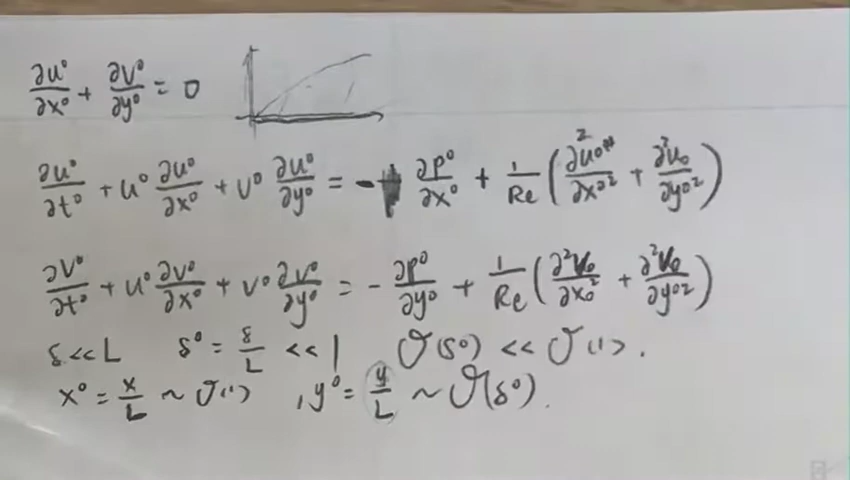 ∂u°/∂x° + ∂v°/∂y° = 0
∂u°/∂t° + u° ∂u°/∂x° + v° ∂u°/∂y° = - ∂p°/∂x° + 1/Re (∂²u°/∂x°² + ∂²u₀/∂y°²)
∂v°/∂t° + u° ∂v°/∂x° + v° ∂v°/∂y° = - ∂p°/∂y° + 1/Re (∂²v₀/∂x₀² + ∂²v₀/∂y°²)
δ << L δ° = δ/L << 1 O(δ°) << O(1).
x° = x/L ~ O(1) , y° = y/L ~ O(δ°).